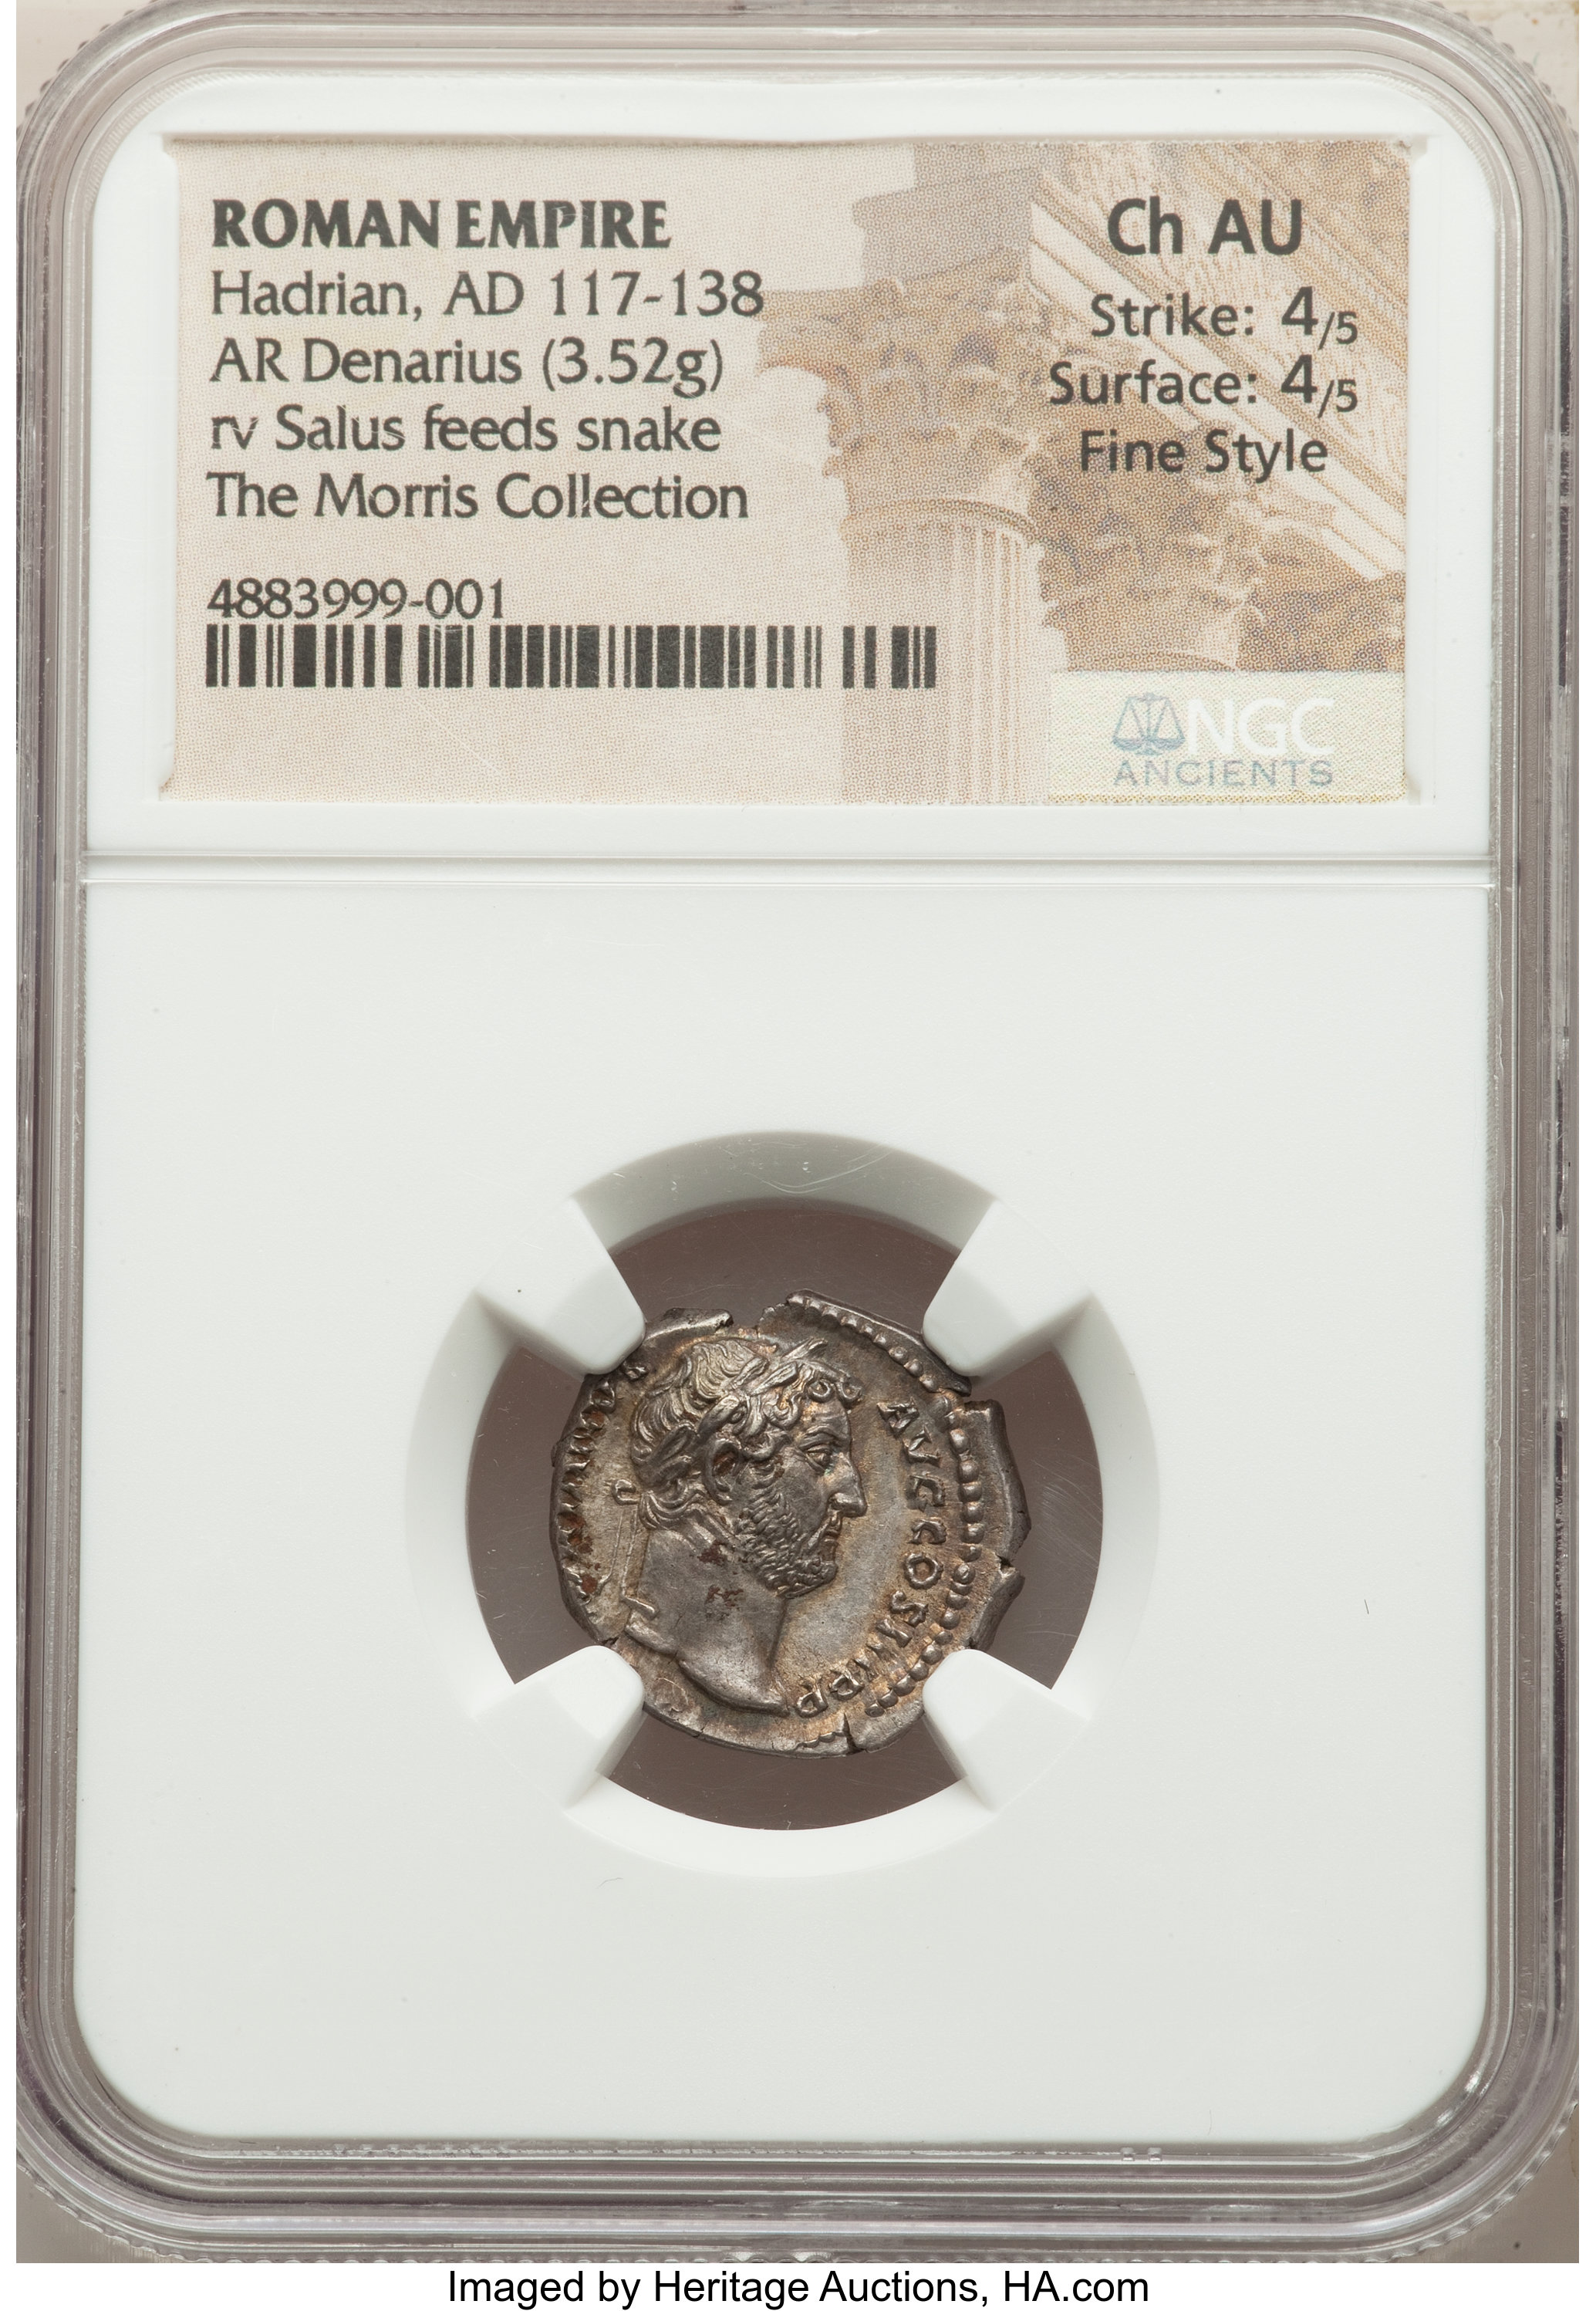 ROMAN EMPIRE
Hadrian, AD 117-138
AR Denarius (3.52g)
rv Salus feeds snake
The Morris Collection
4883999-001
Ch AU
Strike: 4/5
Surface: 4/5
Fine Style
NGC
ANCIENTS
AVG COS III PP
Imaged by Heritage Auctions, HA.com